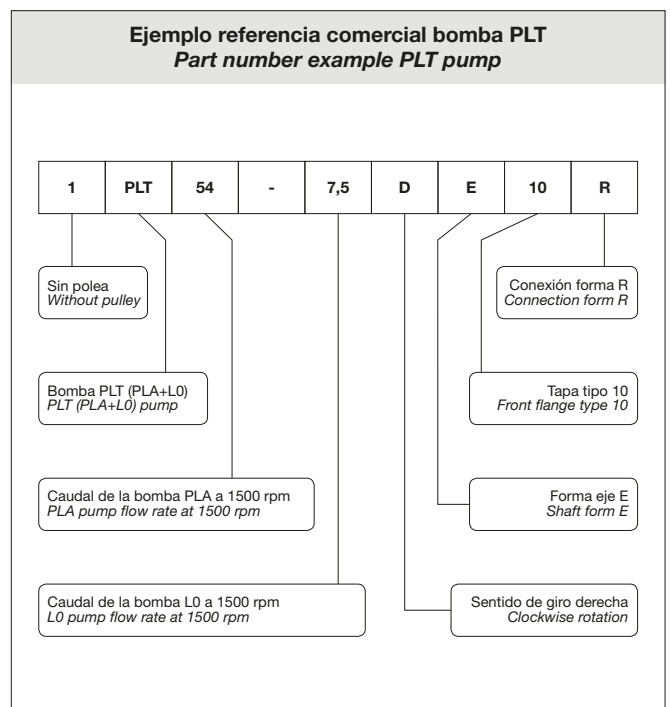 Ejemplo referencia comercial bomba PLT
Part number example PLT pump
1 PLT 54 - 7,5 D E 10 R
Sin polea
Without pulley
Conexión forma R
Connection form R
Bomba PLT (PLA+L0)
PLT (PLA+L0) pump
Tapa tipo 10
Front flange type 10
Caudal de la bomba PLA a 1500 rpm
PLA pump flow rate at 1500 rpm
Forma eje E
Shaft form E
Caudal de la bomba L0 a 1500 rpm
L0 pump flow rate at 1500 rpm
Sentido de giro derecha
Clockwise rotation